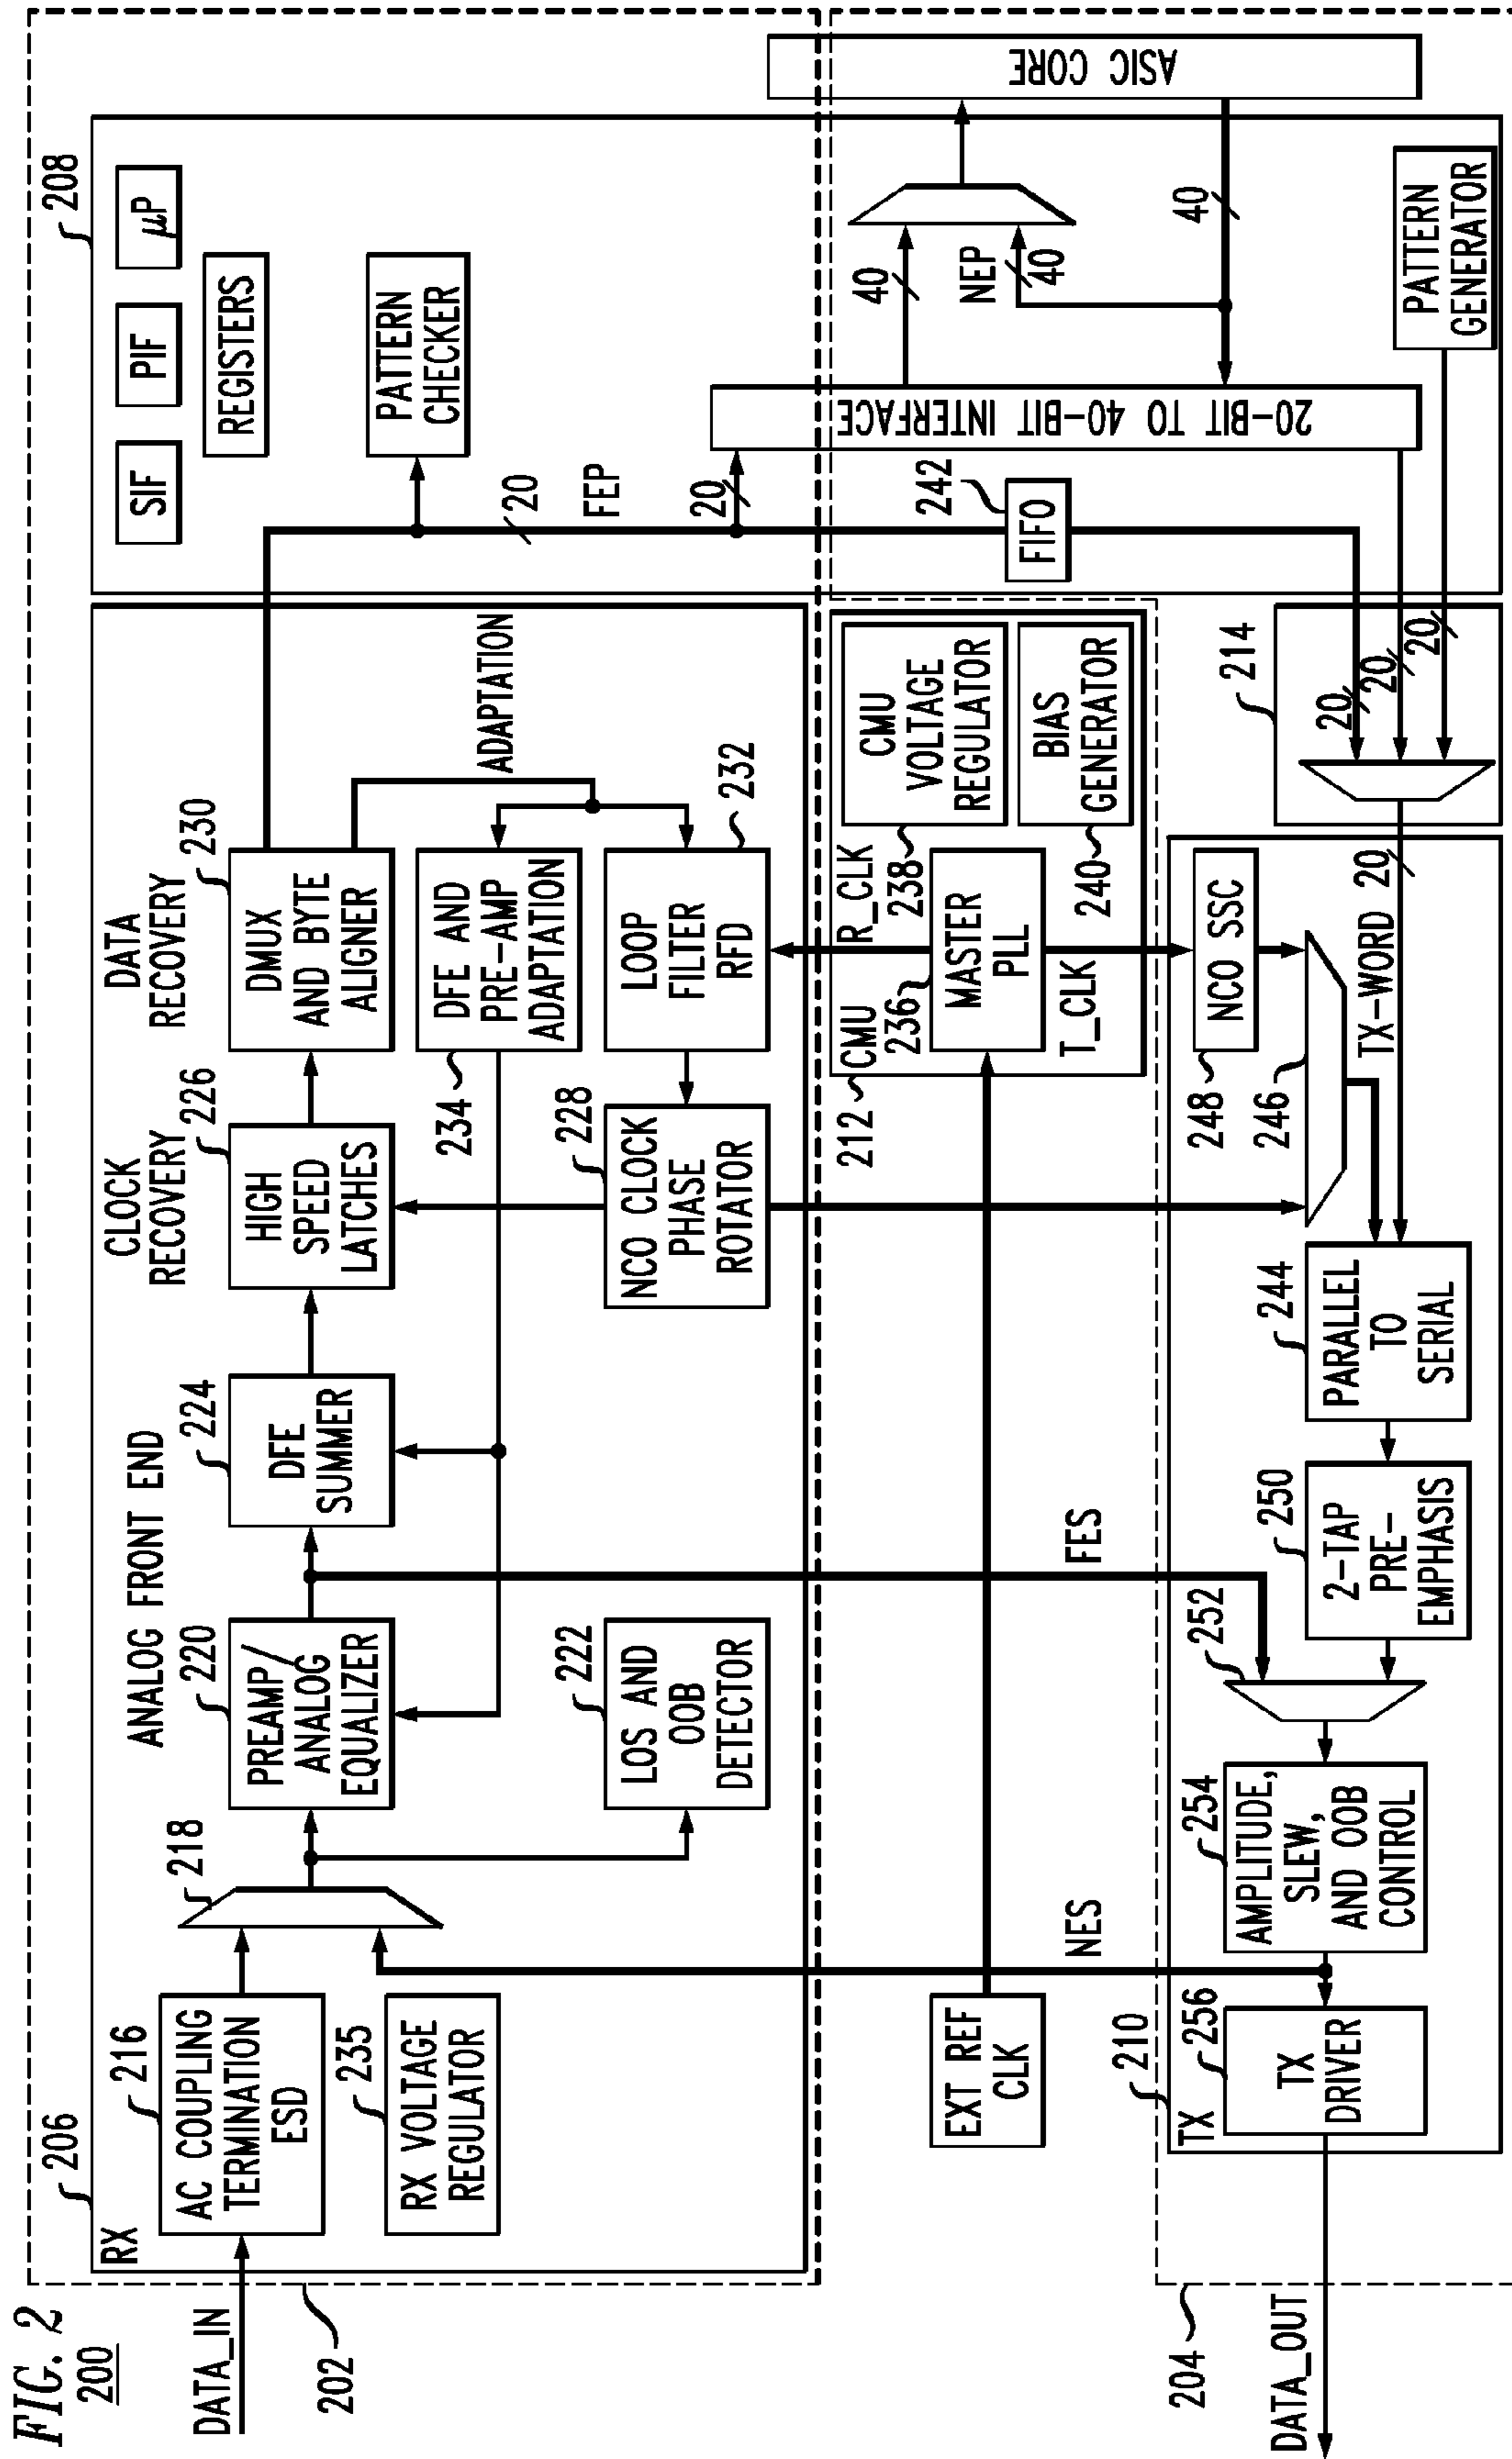 FIG. 2
200
DATA_IN
202
206
RX
AC COUPLING
TERMINATION
ESD
216
RX VOLTAGE
REGULATOR
235
218
ANALOG FRONT END
PREAMP/
ANALOG
EQUALIZER
220
LOS AND
OOB
DETECTOR
222
DFE
SUMMER
224
CLOCK
RECOVERY
HIGH
SPEED
LATCHES
226
NCO CLOCK
PHASE
ROTATOR
228
DATA
RECOVERY
DMUX
AND BYTE
ALIGNER
230
DFE AND
PRE-AMP
ADAPTATION
234
LOOP
FILTER
RFD
232
ADAPTATION
208
SIF
PIF
µP
REGISTERS
PATTERN
CHECKER
20
FEP
20
20-BIT TO 40-BIT INTERFACE
242
FIFO
40
NEP
40
40
ASIC CORE
PATTERN
GENERATOR
EXT REF
CLK
NES
FES
212
CMU
236
MASTER
PLL
R_CLK
T_CLK
CMU
VOLTAGE
REGULATOR
238
BIAS
GENERATOR
240
214
20
20
20
204
DATA_OUT
210
TX
TX
DRIVER
256
AMPLITUDE,
SLEW,
AND OOB
CONTROL
254
252
2-TAP
PRE-
EMPHASIS
250
PARALLEL
TO
SERIAL
244
246
248
NCO SSC
TX-WORD
20